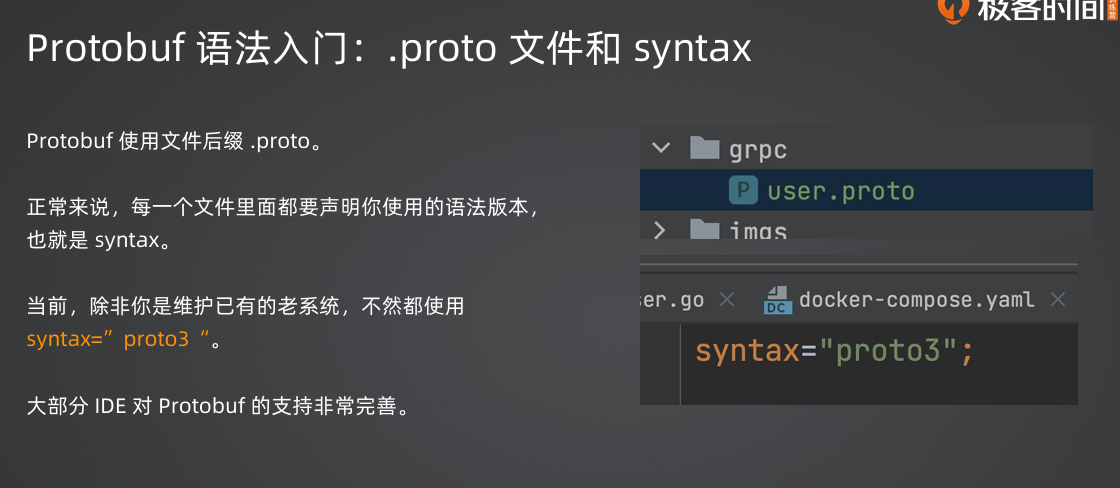 极客时间
训练营
Protobuf 语法入门：.proto 文件和 syntax
Protobuf 使用文件后缀 .proto。
正常来说，每一个文件里面都要声明你使用的语法版本，
也就是 syntax。
当前，除非你是维护已有的老系统，不然都使用
syntax=” proto3 “。
大部分 IDE 对 Protobuf 的支持非常完善。
grpc
P user.proto
imgs
ser.go × DC docker-compose.yaml ×
syntax="proto3";